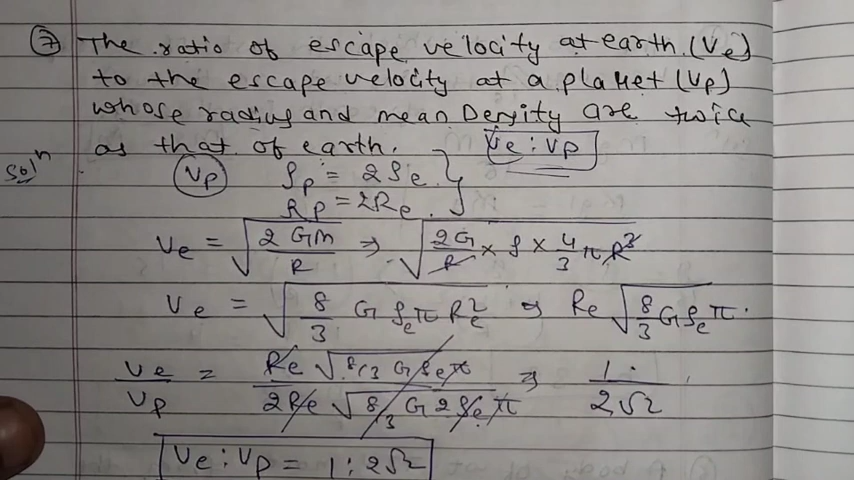 7 The ratio of escape velocity at earth (Ve)
to the escape velocity at a planet (Vp)
whose radius and mean Density are twice
as that of earth. Ve : Vp
Solⁿ
Vp ρp = 2ρe
Rp = 2Re
Ve = √(2GM/R) ⇒ √(2G/R × ρ × 4/3 πR³)
Ve = √(8/3 G ρe π Re²) ⇒ Re √(8/3 G ρe π).
Ve/Vp = Re √(8/3 G ρe π) / 2Re √(8/3 G 2ρe π) ⇒ 1/2√2
Ve : Vp = 1 : 2√2